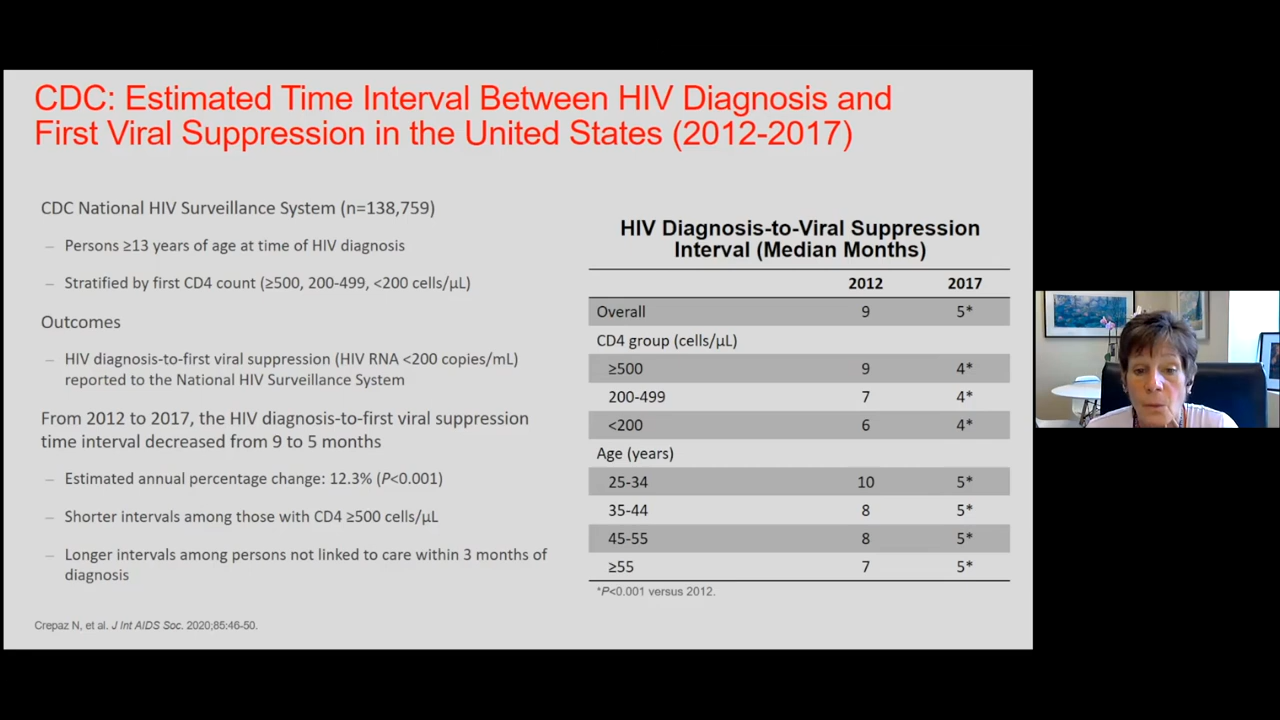 CDC: Estimated Time Interval Between HIV Diagnosis and
First Viral Suppression in the United States (2012-2017)
CDC National HIV Surveillance System (n=138,759)
– Persons ≥13 years of age at time of HIV diagnosis
– Stratified by first CD4 count (≥500, 200-499, <200 cells/μL)
Outcomes
– HIV diagnosis-to-first viral suppression (HIV RNA <200 copies/mL)
reported to the National HIV Surveillance System
From 2012 to 2017, the HIV diagnosis-to-first viral suppression
time interval decreased from 9 to 5 months
– Estimated annual percentage change: 12.3% (P<0.001)
– Shorter intervals among those with CD4 ≥500 cells/μL
– Longer intervals among persons not linked to care within 3 months of
diagnosis
HIV Diagnosis-to-Viral Suppression
Interval (Median Months)
2012 2017
Overall 9 5*
CD4 group (cells/μL)
≥500 9 4*
200-499 7 4*
<200 6 4*
Age (years)
25-34 10 5*
35-44 8 5*
45-55 8 5*
≥55 7 5*
*P<0.001 versus 2012.
Crepaz N, et al. J Int AIDS Soc. 2020;85:46-50.